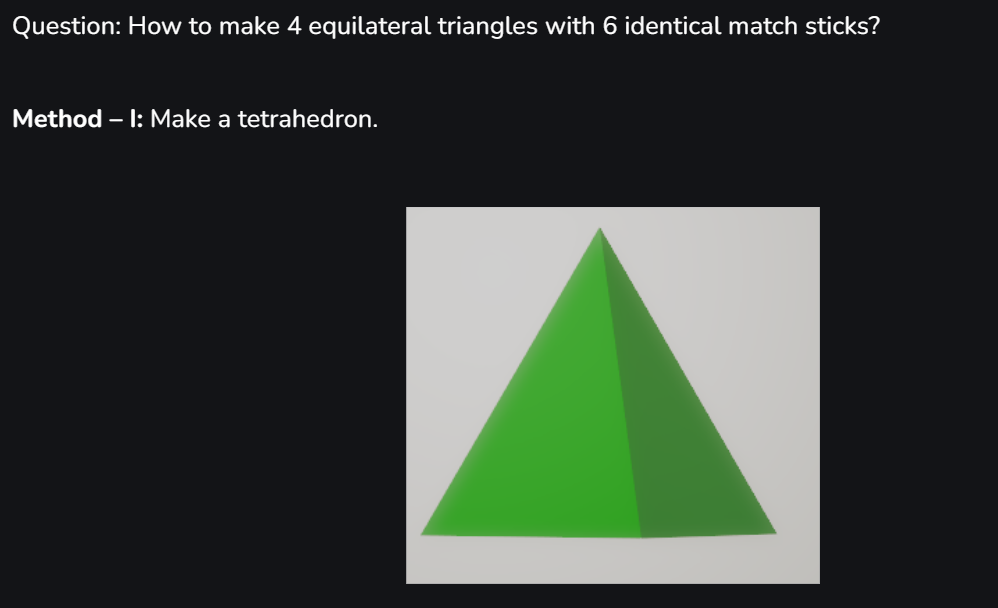 Question: How to make 4 equilateral triangles with 6 identical match sticks?
Method – I: Make a tetrahedron.